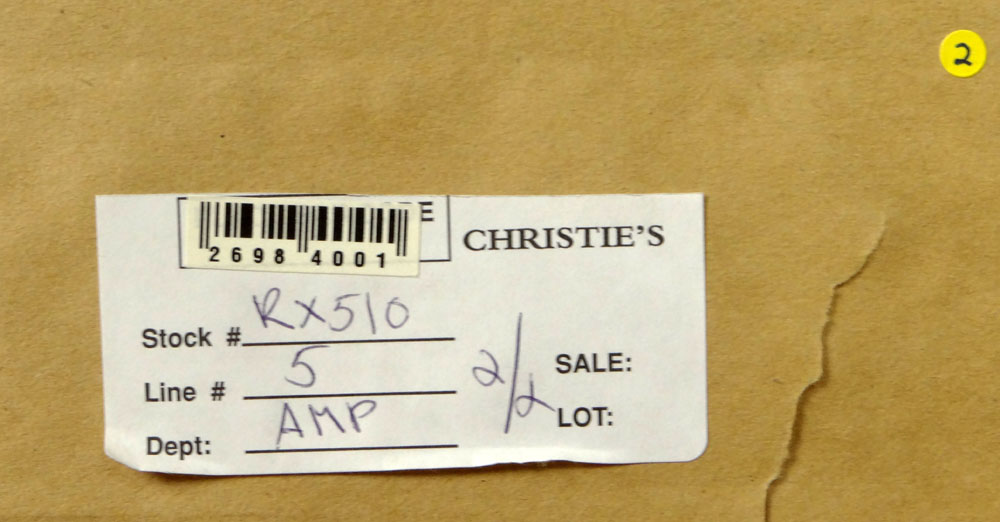 2
E
CHRISTIE'S
2698 4001
Stock # RX510
Line # 5
Dept: AMP
2/2
SALE:
LOT: